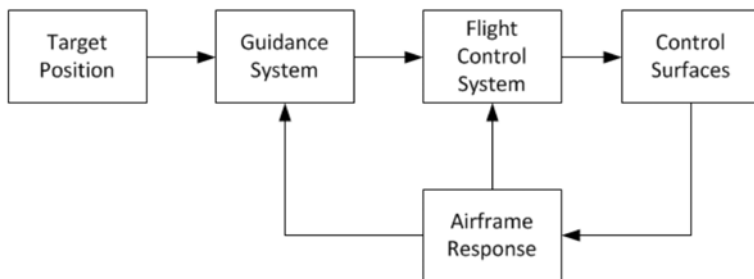 Target
Position
Guidance
System
Flight
Control
System
Control
Surfaces
Airframe
Response